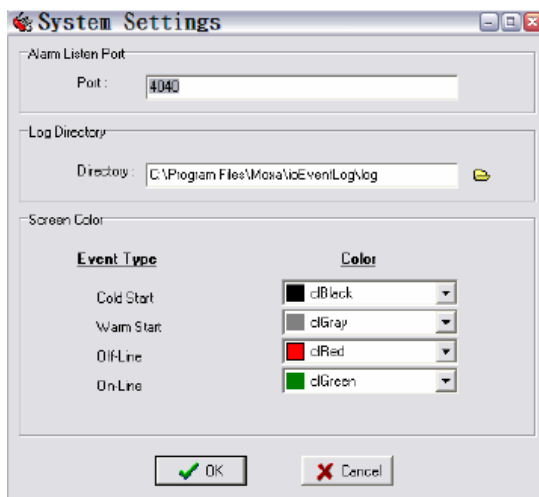 System Settings
Alarm Listen Port
Port :
4040
Log Directory
Directory :
C:\Program Files\Moxa\ioEventLog\log
Screen Color
Event Type Color
Cold Start clBlack
Warm Start clGray
Off-Line clRed
On-Line clGreen
OK Cancel